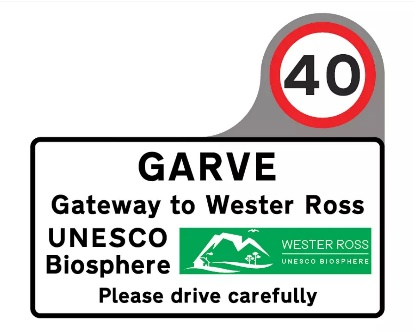 40
GARVE
Gateway to Wester Ross
UNESCO
Biosphere
WESTER ROSS
UNESCO BIOSPHERE
Please drive carefully